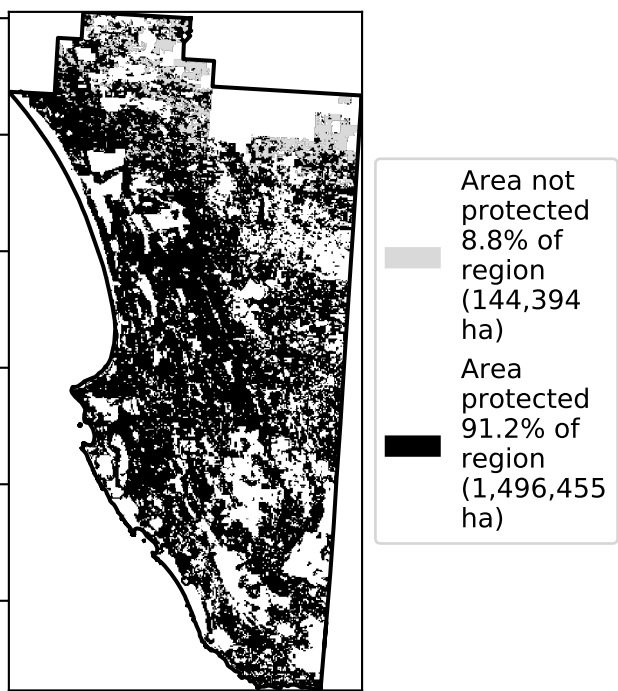 Area not
protected
8.8% of
region
(144,394
ha)
Area
protected
91.2% of
region
(1,496,455
ha)